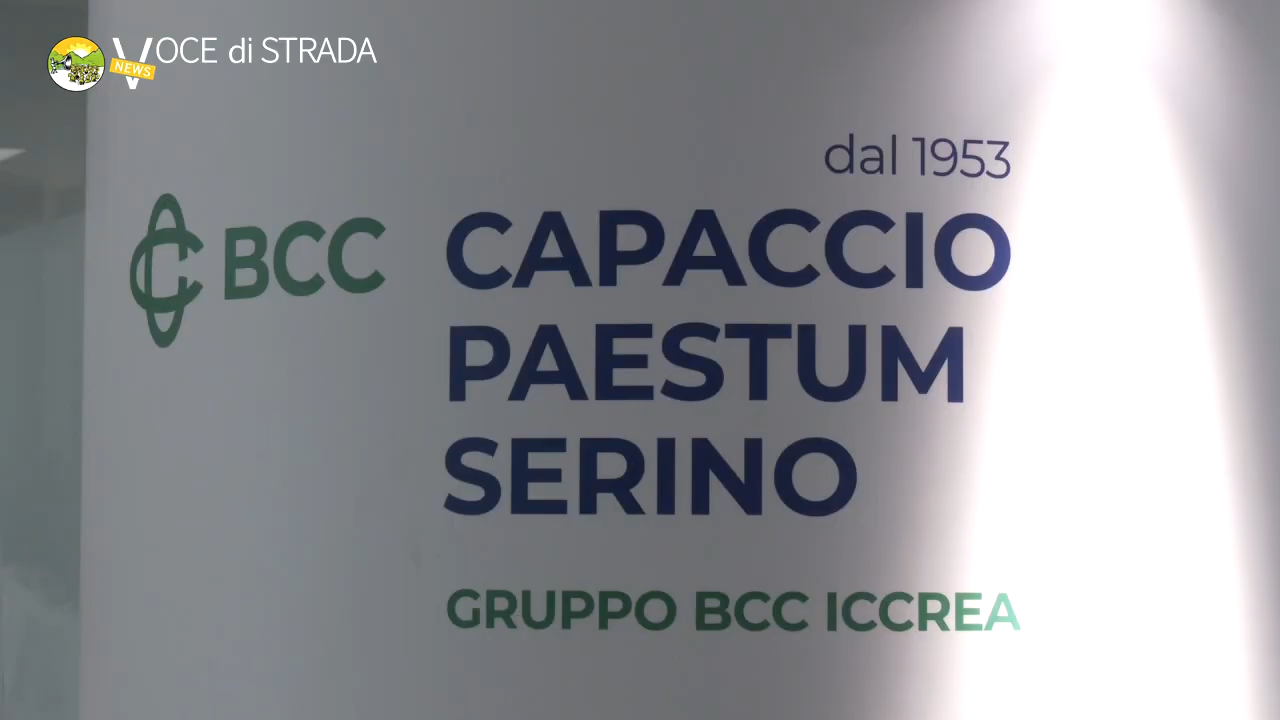 VOCE di STRADA
NEWS
dal 1953
BCC CAPACCIO
PAESTUM
SERINO
GRUPPO BCC ICCREA